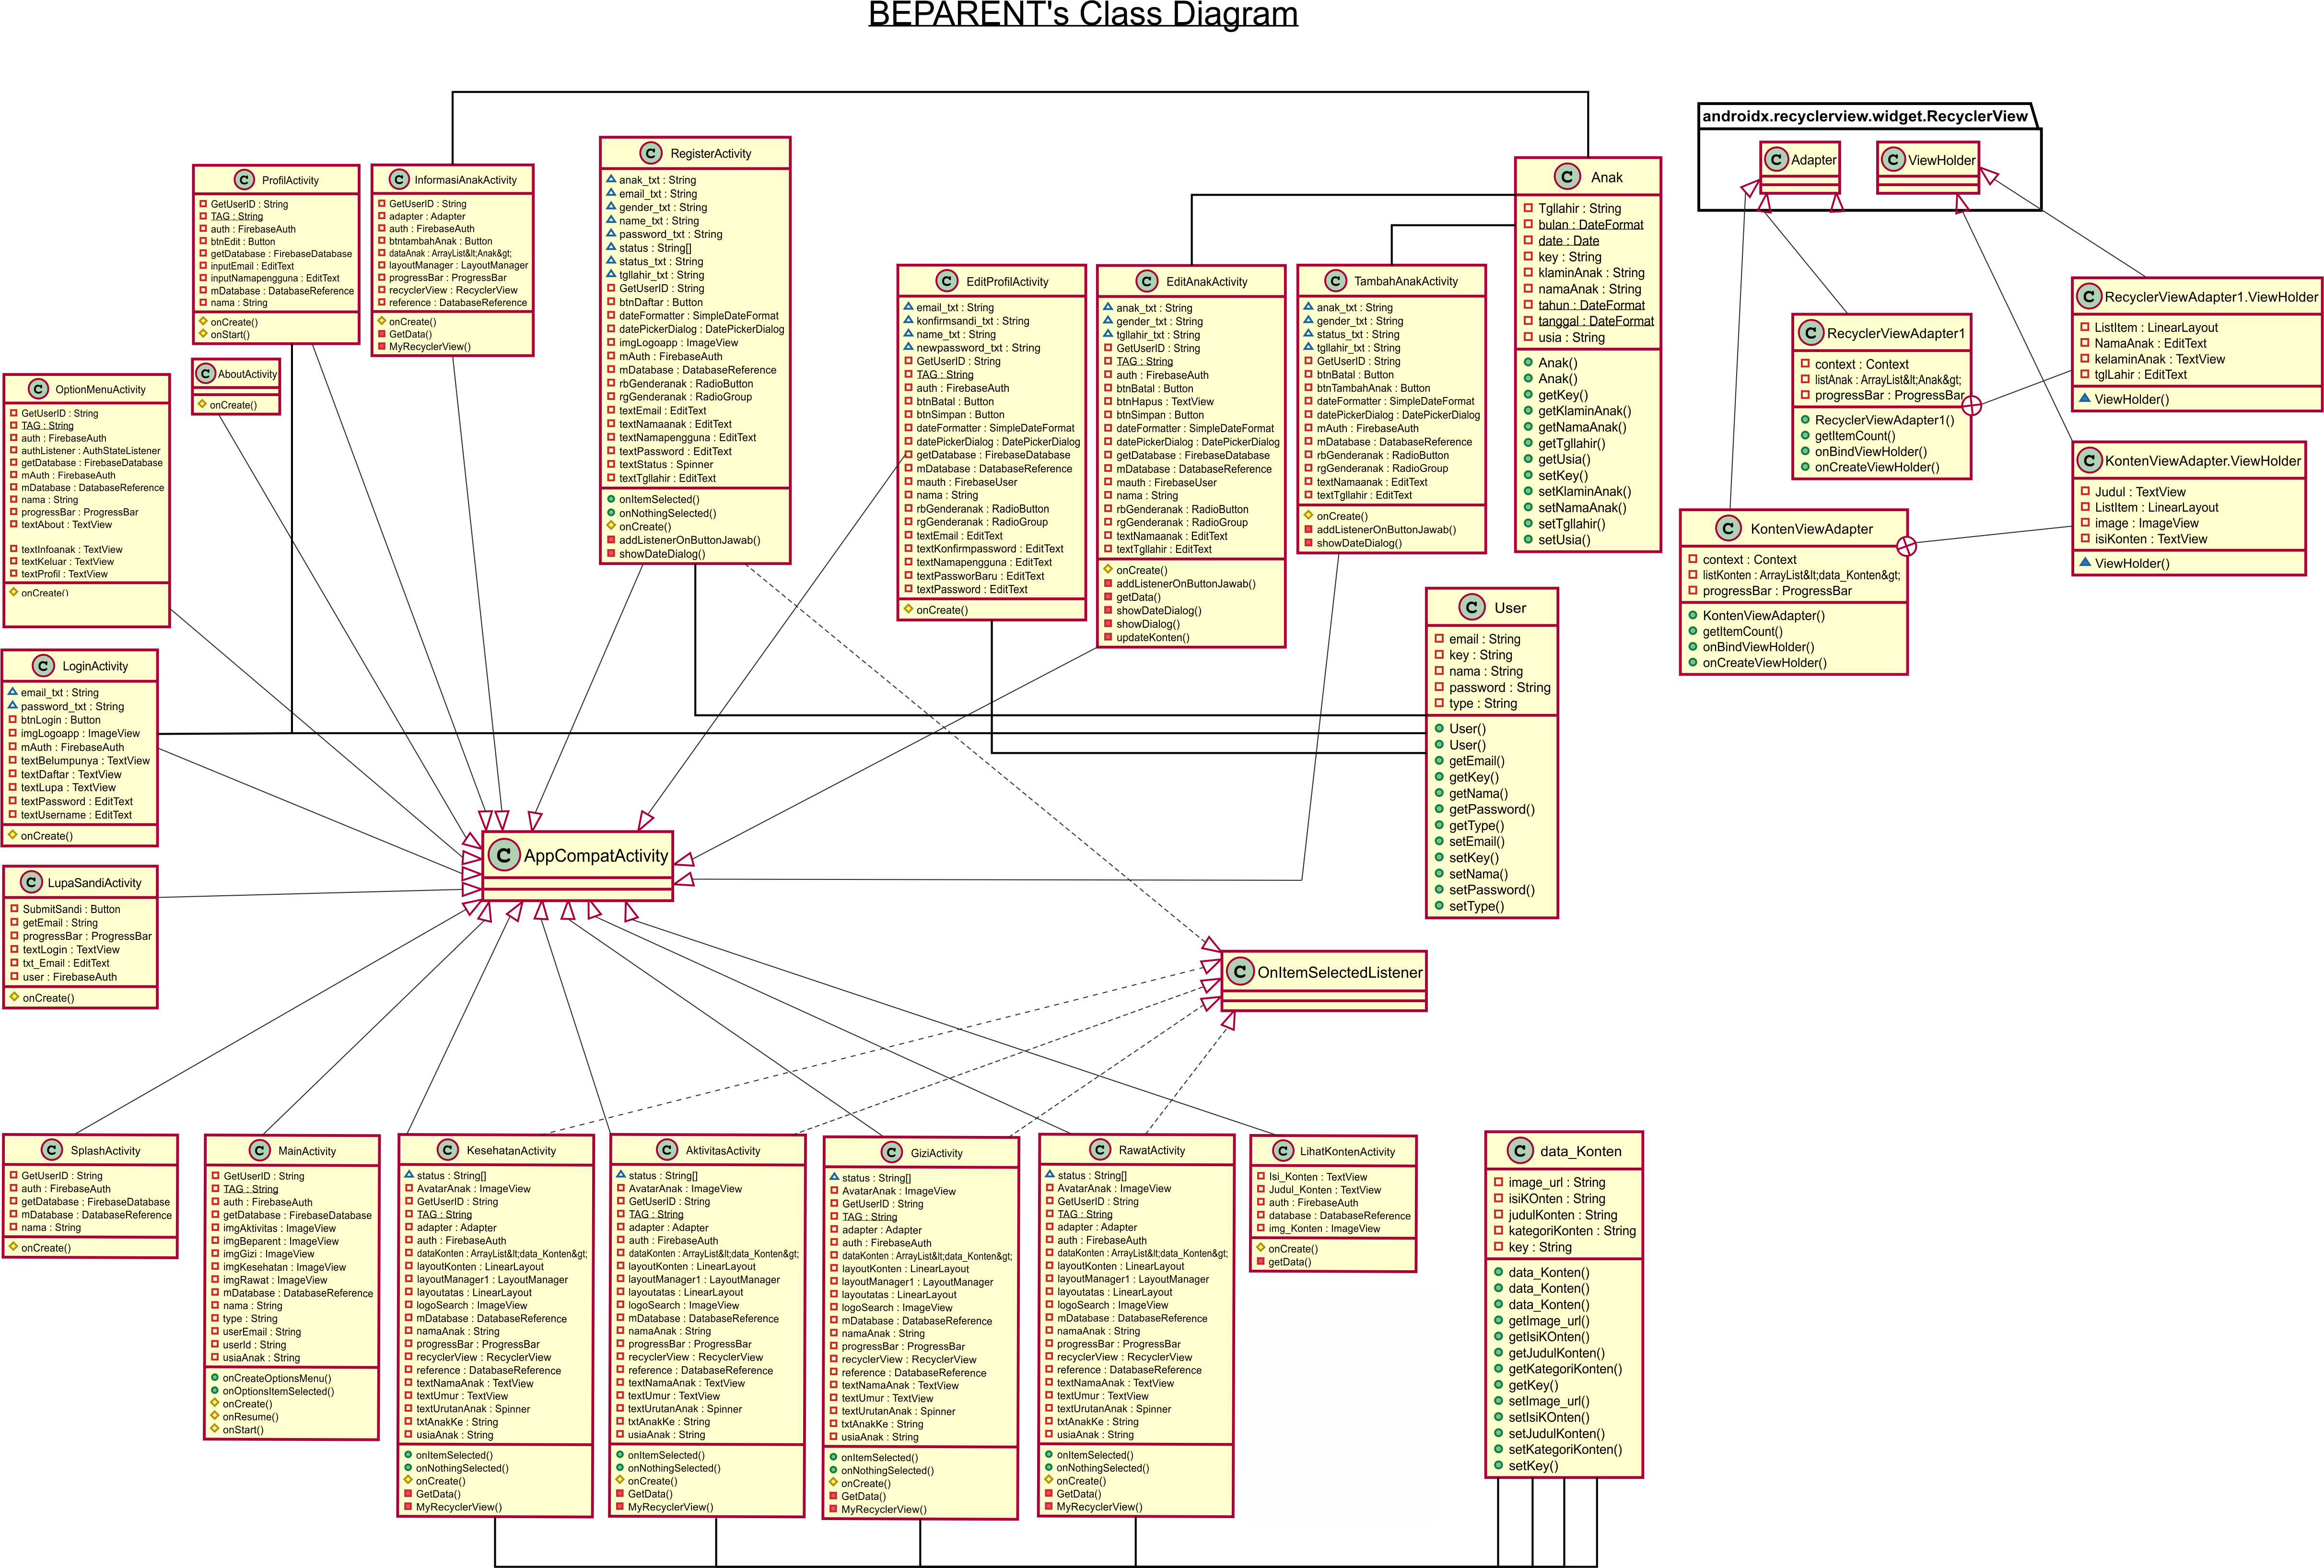 BEPARENT's Class Diagram
androidx.recyclerview.widget.RecyclerView
C Adapter
C ViewHolder
C ProfilActivity
GetUserID : String
TAG : String
auth : FirebaseAuth
btnEdit : Button
getDatabase : FirebaseDatabase
inputEmail : EditText
inputNamapengguna : EditText
mDatabase : DatabaseReference
nama : String
onCreate()
onStart()
C InformasiAnakActivity
GetUserID : String
adapter : Adapter
auth : FirebaseAuth
btntambahAnak : Button
dataAnak : ArrayList&lt;Anak&gt;
layoutManager : LayoutManager
progressBar : ProgressBar
recyclerView : RecyclerView
reference : DatabaseReference
onCreate()
GetData()
MyRecyclerView()
C RegisterActivity
anak_txt : String
email_txt : String
gender_txt : String
name_txt : String
password_txt : String
status : String[]
status_txt : String
tgllahir_txt : String
GetUserID : String
btnDaftar : Button
dateFormatter : SimpleDateFormat
datePickerDialog : DatePickerDialog
imgLogoapp : ImageView
mAuth : FirebaseAuth
mDatabase : DatabaseReference
rbGenderanak : RadioButton
rgGenderanak : RadioGroup
textEmail : EditText
textNamaanak : EditText
textNamapengguna : EditText
textPassword : EditText
textStatus : Spinner
textTgllahir : EditText
onItemSelected()
onNothingSelected()
onCreate()
addListenerOnButtonJawab()
showDateDialog()
C EditProfilActivity
email_txt : String
konfirmsandi_txt : String
name_txt : String
newpassword_txt : String
GetUserID : String
TAG : String
auth : FirebaseAuth
btnBatal : Button
btnSimpan : Button
dateFormatter : SimpleDateFormat
datePickerDialog : DatePickerDialog
getDatabase : FirebaseDatabase
mDatabase : DatabaseReference
mauth : FirebaseUser
nama : String
rbGenderanak : RadioButton
rgGenderanak : RadioGroup
textEmail : EditText
textKonfirmpassword : EditText
textNamapengguna : EditText
textPassworBaru : EditText
textPassword : EditText
onCreate()
C EditAnakActivity
anak_txt : String
gender_txt : String
tgllahir_txt : String
GetUserID : String
TAG : String
auth : FirebaseAuth
btnBatal : Button
btnHapus : TextView
btnSimpan : Button
dateFormatter : SimpleDateFormat
datePickerDialog : DatePickerDialog
getDatabase : FirebaseDatabase
mDatabase : DatabaseReference
mauth : FirebaseUser
nama : String
rbGenderanak : RadioButton
rgGenderanak : RadioGroup
textNamaanak : EditText
textTgllahir : EditText
onCreate()
addListenerOnButtonJawab()
getData()
showDateDialog()
showDialog()
updateKonten()
C TambahAnakActivity
anak_txt : String
gender_txt : String
status_txt : String
tgllahir_txt : String
GetUserID : String
btnBatal : Button
btnTambahAnak : Button
dateFormatter : SimpleDateFormat
datePickerDialog : DatePickerDialog
mAuth : FirebaseAuth
mDatabase : DatabaseReference
rbGenderanak : RadioButton
rgGenderanak : RadioGroup
textNamaanak : EditText
textTgllahir : EditText
onCreate()
addListenerOnButtonJawab()
showDateDialog()
C Anak
Tgllahir : String
bulan : DateFormat
date : Date
key : String
klaminAnak : String
namaAnak : String
tahun : DateFormat
tanggal : DateFormat
usia : String
Anak()
Anak()
getKey()
getKlaminAnak()
getNamaAnak()
getTgllahir()
getUsia()
setKey()
setKlaminAnak()
setNamaAnak()
setTgllahir()
setUsia()
C RecyclerViewAdapter1
context : Context
listAnak : ArrayList&lt;Anak&gt;
progressBar : ProgressBar
RecyclerViewAdapter1()
getItemCount()
onBindViewHolder()
onCreateViewHolder()
C RecyclerViewAdapter1.ViewHolder
ListItem : LinearLayout
NamaAnak : EditText
kelaminAnak : TextView
tglLahir : EditText
ViewHolder()
C KontenViewAdapter.ViewHolder
Judul : TextView
ListItem : LinearLayout
image : ImageView
isiKonten : TextView
ViewHolder()
C KontenViewAdapter
context : Context
listKonten : ArrayList&lt;data_Konten&gt;
progressBar : ProgressBar
KontenViewAdapter()
getItemCount()
onBindViewHolder()
onCreateViewHolder()
C AboutActivity
onCreate()
C OptionMenuActivity
GetUserID : String
TAG : String
auth : FirebaseAuth
authListener : AuthStateListener
getDatabase : FirebaseDatabase
mAuth : FirebaseAuth
mDatabase : DatabaseReference
nama : String
progressBar : ProgressBar
textAbout : TextView
textInfoanak : TextView
textKeluar : TextView
textProfil : TextView
onCreate()
C User
email : String
key : String
nama : String
password : String
type : String
User()
User()
getEmail()
getKey()
getNama()
getPassword()
getType()
setEmail()
setKey()
setNama()
setPassword()
setType()
C LoginActivity
email_txt : String
password_txt : String
btnLogin : Button
imgLogoapp : ImageView
mAuth : FirebaseAuth
textBelumpunya : TextView
textDaftar : TextView
textLupa : TextView
textPassword : EditText
textUsername : EditText
onCreate()
C AppCompatActivity
C LupaSandiActivity
SubmitSandi : Button
getEmail : String
progressBar : ProgressBar
textLogin : TextView
txt_Email : EditText
user : FirebaseAuth
onCreate()
C OnItemSelectedListener
C SplashActivity
GetUserID : String
auth : FirebaseAuth
getDatabase : FirebaseDatabase
mDatabase : DatabaseReference
nama : String
onCreate()
C MainActivity
GetUserID : String
TAG : String
auth : FirebaseAuth
getDatabase : FirebaseDatabase
imgAktivitas : ImageView
imgBeparent : ImageView
imgGizi : ImageView
imgKesehatan : ImageView
imgRawat : ImageView
mDatabase : DatabaseReference
nama : String
type : String
userEmail : String
userId : String
usiaAnak : String
onCreateOptionsMenu()
onOptionsItemSelected()
onCreate()
onResume()
onStart()
C KesehatanActivity
status : String[]
AvatarAnak : ImageView
GetUserID : String
TAG : String
adapter : Adapter
auth : FirebaseAuth
dataKonten : ArrayList&lt;data_Konten&gt;
layoutKonten : LinearLayout
layoutManager1 : LayoutManager
layoutatas : LinearLayout
logoSearch : ImageView
mDatabase : DatabaseReference
namaAnak : String
progressBar : ProgressBar
recyclerView : RecyclerView
reference : DatabaseReference
textNamaAnak : TextView
textUmur : TextView
textUrutanAnak : Spinner
txtAnakKe : String
usiaAnak : String
onItemSelected()
onNothingSelected()
onCreate()
GetData()
MyRecyclerView()
C AktivitasActivity
status : String[]
AvatarAnak : ImageView
GetUserID : String
TAG : String
adapter : Adapter
auth : FirebaseAuth
dataKonten : ArrayList&lt;data_Konten&gt;
layoutKonten : LinearLayout
layoutManager1 : LayoutManager
layoutatas : LinearLayout
logoSearch : ImageView
mDatabase : DatabaseReference
namaAnak : String
progressBar : ProgressBar
recyclerView : RecyclerView
reference : DatabaseReference
textNamaAnak : TextView
textUmur : TextView
textUrutanAnak : Spinner
txtAnakKe : String
usiaAnak : String
onItemSelected()
onNothingSelected()
onCreate()
GetData()
MyRecyclerView()
C GiziActivity
status : String[]
AvatarAnak : ImageView
GetUserID : String
TAG : String
adapter : Adapter
auth : FirebaseAuth
dataKonten : ArrayList&lt;data_Konten&gt;
layoutKonten : LinearLayout
layoutManager1 : LayoutManager
layoutatas : LinearLayout
logoSearch : ImageView
mDatabase : DatabaseReference
namaAnak : String
progressBar : ProgressBar
recyclerView : RecyclerView
reference : DatabaseReference
textNamaAnak : TextView
textUmur : TextView
textUrutanAnak : Spinner
txtAnakKe : String
usiaAnak : String
onItemSelected()
onNothingSelected()
onCreate()
GetData()
MyRecyclerView()
C RawatActivity
status : String[]
AvatarAnak : ImageView
GetUserID : String
TAG : String
adapter : Adapter
auth : FirebaseAuth
dataKonten : ArrayList&lt;data_Konten&gt;
layoutKonten : LinearLayout
layoutManager1 : LayoutManager
layoutatas : LinearLayout
logoSearch : ImageView
mDatabase : DatabaseReference
namaAnak : String
progressBar : ProgressBar
recyclerView : RecyclerView
reference : DatabaseReference
textNamaAnak : TextView
textUmur : TextView
textUrutanAnak : Spinner
txtAnakKe : String
usiaAnak : String
onItemSelected()
onNothingSelected()
onCreate()
GetData()
MyRecyclerView()
C LihatKontenActivity
Isi_Konten : TextView
Judul_Konten : TextView
auth : FirebaseAuth
database : DatabaseReference
img_Konten : ImageView
onCreate()
getData()
C data_Konten
image_url : String
isiKOnten : String
judulKonten : String
kategoriKonten : String
key : String
data_Konten()
data_Konten()
data_Konten()
getImage_url()
getIsiKOnten()
getJudulKonten()
getKategoriKonten()
getKey()
setImage_url()
setIsiKOnten()
setJudulKonten()
setKategoriKonten()
setKey()